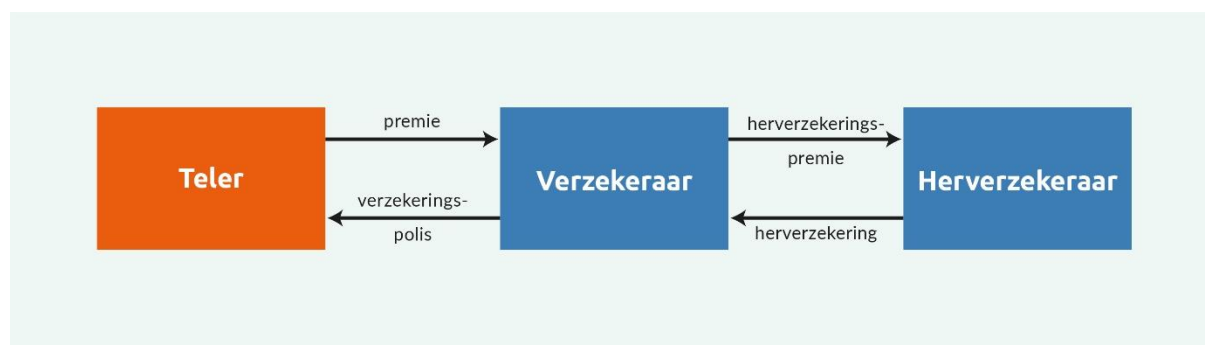 Teler
premie
verzekerings-
polis
Verzekeraar
herverzekerings-
premie
herverzekering
Herverzekeraar